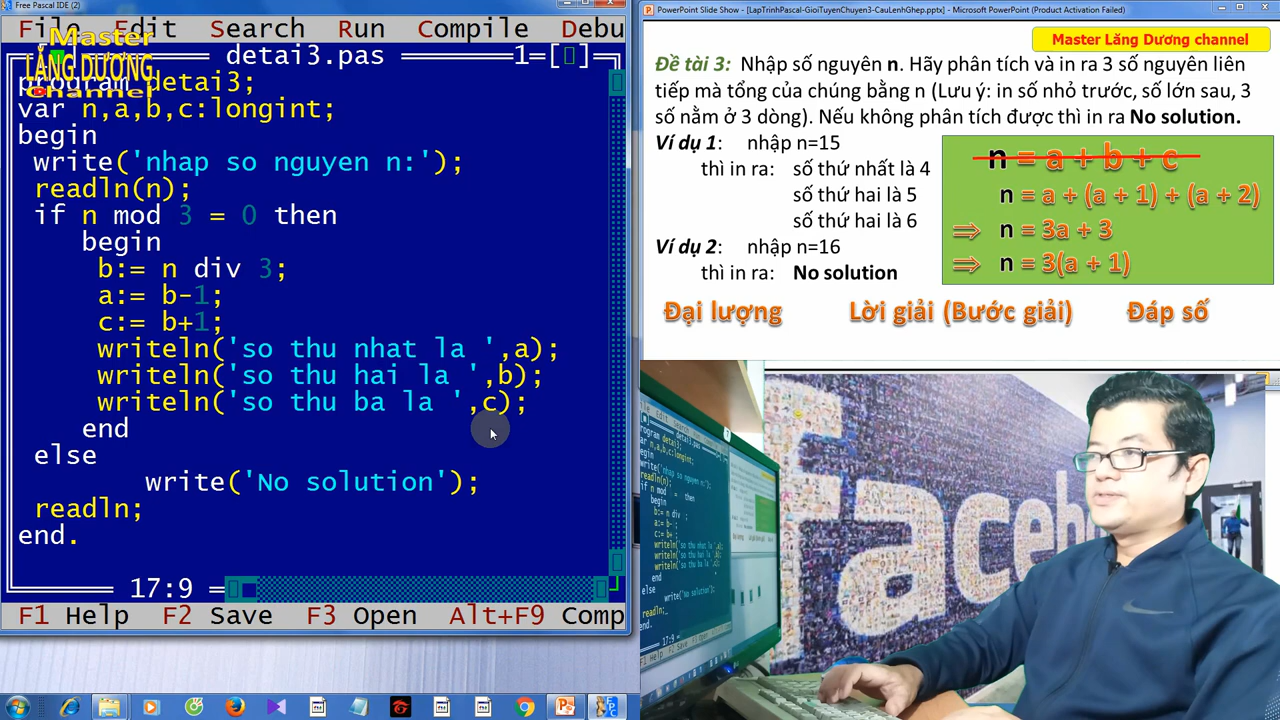 Free Pascal IDE (2)
File Edit Search Run Compile Debu
Master
LĂNG DƯƠNG
Channel
detai3.pas 1=[ ]
program detai3;
var n,a,b,c:longint;
begin
write('nhap so nguyen n:');
readln(n);
if n mod 3 = 0 then
begin
b:= n div 3;
a:= b-1;
c:= b+1;
writeln('so thu nhat la ',a);
writeln('so thu hai la ',b);
writeln('so thu ba la ',c);
end
else
write('No solution');
readln;
end.
17:9
F1 Help F2 Save F3 Open Alt+F9 Comp
PowerPoint Slide Show - [LapTrinhPascal-GioiTuyenChuyen3-CauLenhGhep.pptx] - Microsoft PowerPoint (Product Activation Failed)
Master Lăng Dương channel
Đề tài 3: Nhập số nguyên n. Hãy phân tích và in ra 3 số nguyên liên
tiếp mà tổng của chúng bằng n (Lưu ý: in số nhỏ trước, số lớn sau, 3
số nằm ở 3 dòng). Nếu không phân tích được thì in ra No solution.
Ví dụ 1: nhập n=15
thì in ra: số thứ nhất là 4
số thứ hai là 5
số thứ hai là 6
Ví dụ 2: nhập n=16
thì in ra: No solution
n = a + b + c
n = a + (a + 1) + (a + 2)
⇒ n = 3a + 3
⇒ n = 3(a + 1)
Đại lượng Lời giải (Bước giải) Đáp số
Facebo